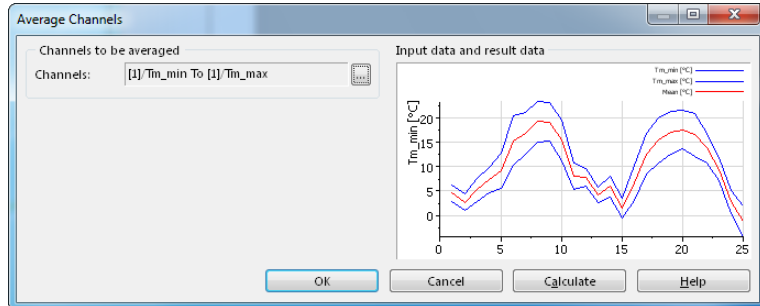 Average Channels
Channels to be averaged
Channels:
[1]/Tm_min To [1]/Tm_max
...
Input data and result data
Tm_min [°C]
Tm_max [°C]
Mean [°C]
Tm_min [°C]
20
15
10
5
0
0 5 10 15 20 25
OK Cancel Calculate Help